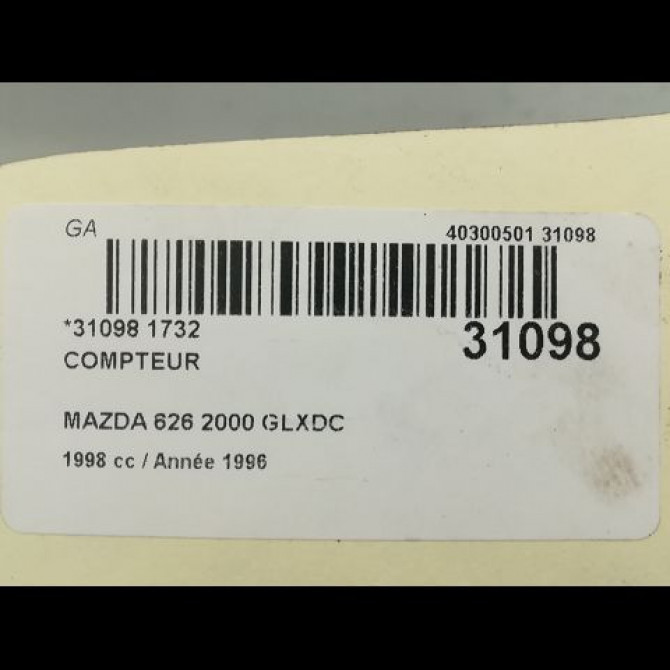 GA
40300501 31098
*31098 1732
31098
COMPTEUR
MAZDA 626 2000 GLXDC
1998 cc / Année 1996